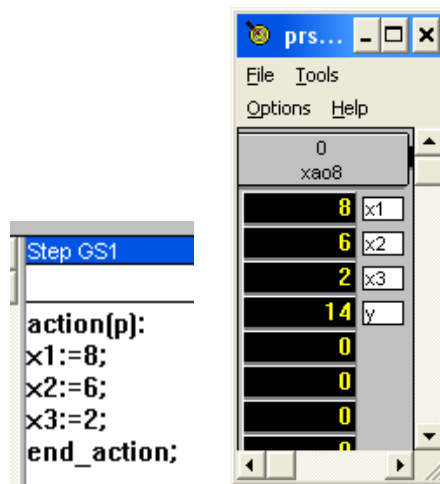 Step GS1
action(p):
x1:=8;
x2:=6;
x3:=2;
end_action;
prs...
File Tools
Options Help
0
xao8
8 x1
6 x2
2 x3
14 y
0
0
0
0